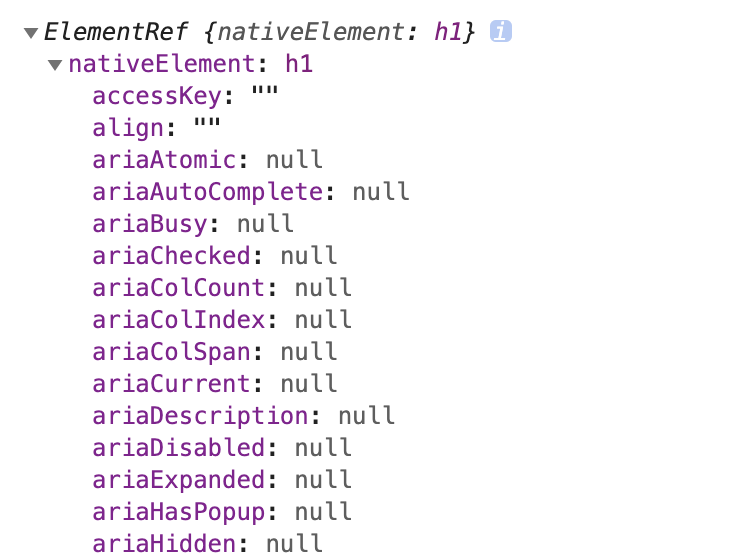 ElementRef {nativeElement: h1} i
nativeElement: h1
accessKey: ""
align: ""
ariaAtomic: null
ariaAutoComplete: null
ariaBusy: null
ariaChecked: null
ariaColCount: null
ariaColIndex: null
ariaColSpan: null
ariaCurrent: null
ariaDescription: null
ariaDisabled: null
ariaExpanded: null
ariaHasPopup: null
ariaHidden: null